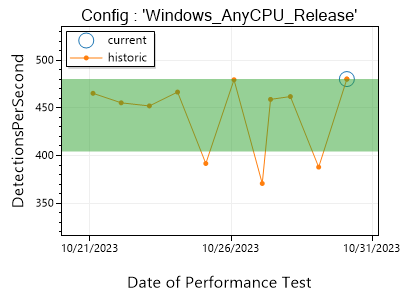 Config : 'Windows_AnyCPU_Release'
current
historic
DetectionsPerSecond
500
450
400
350
10/21/2023
10/26/2023
10/31/2023
Date of Performance Test